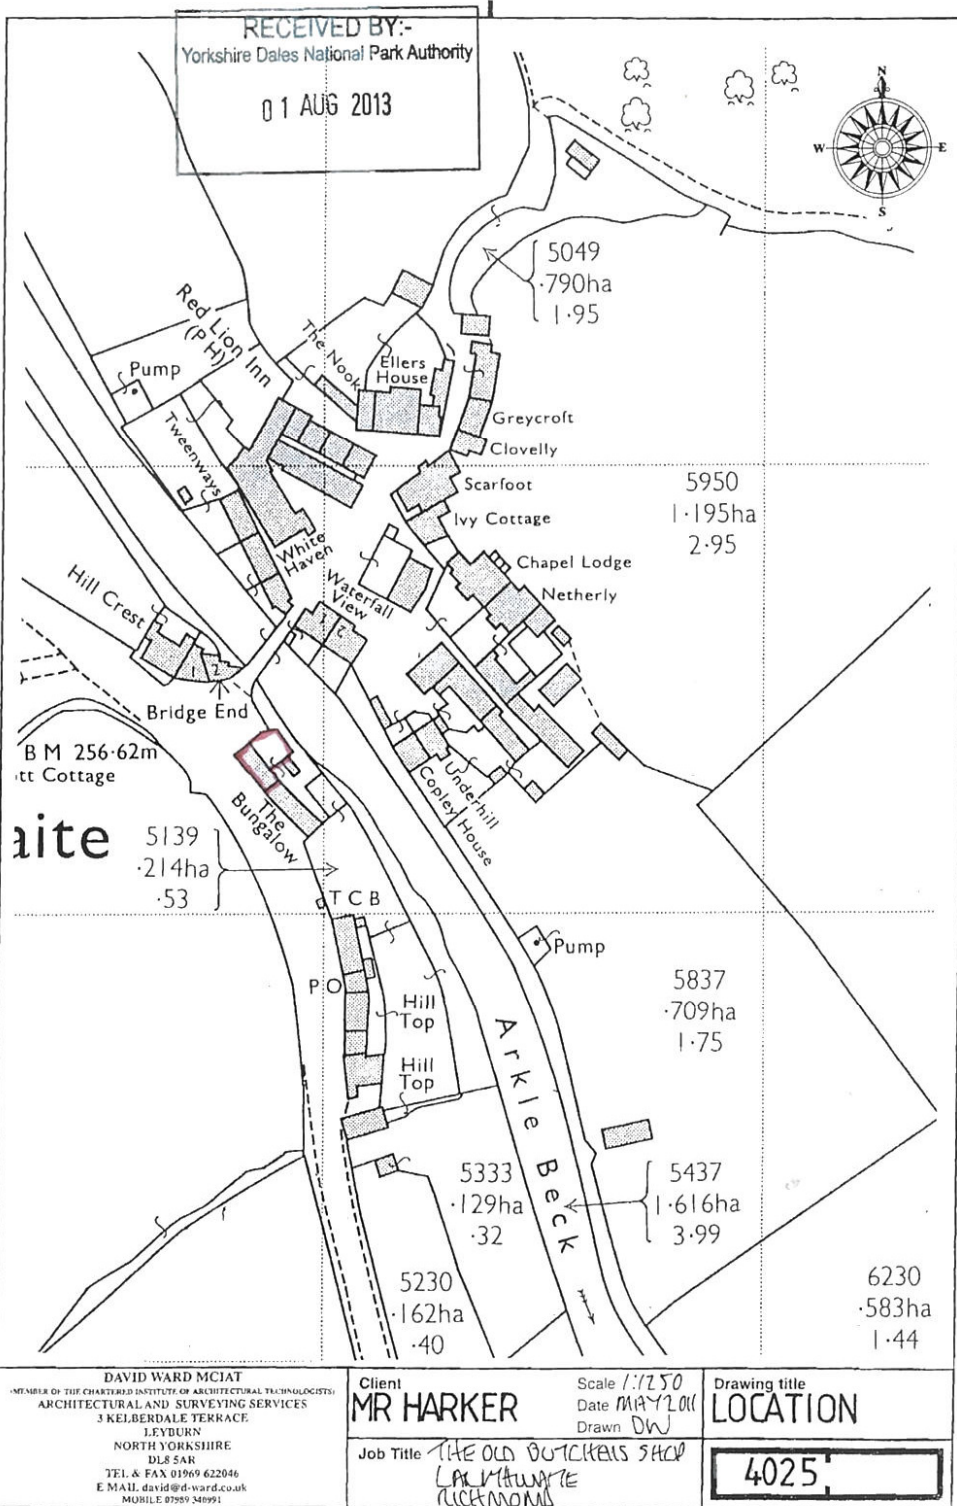 RECEIVED BY:-
Yorkshire Dales National Park Authority
01 AUG 2013
N
W
E
S
5049
·790ha
1·95
Red Lion Inn
(P H)
The Nook
Ellers
House
Pump
Tweenways
Greycroft
Clovelly
Scarfoot
Ivy Cottage
5950
1·195ha
2·95
White
Haven
Chapel Lodge
Netherly
Waterfall
View
1
2
Hill Crest
1
2
Bridge End
B M 256·62m
tt Cottage
aite
The
Bungalow
Underhill
Copley House
5139
·214ha
·53
T C B
Pump
P O
Hill
Top
Hill
Top
5837
·709ha
1·75
Arkle Beck
5333
·129ha
·32
5437
1·616ha
3·99
5230
·162ha
·40
6230
·583ha
1·44
DAVID WARD MCIAT
(MEMBER OF THE CHARTERED INSTITUTE OF ARCHITECTURAL TECHNOLOGISTS)
ARCHITECTURAL AND SURVEYING SERVICES
3 KELBERDALE TERRACE
LEYBURN
NORTH YORKSHIRE
DL8 5AR
TEL & FAX 01969 622046
E MAIL david@d-ward.co.uk
MOBILE 07989 340991
Client
MR HARKER
Scale 1:1250
Date MAY 2011
Drawn DW
Drawing title
LOCATION
Job Title THE OLD BUTCHERS SHOP
RICHMOND
4025